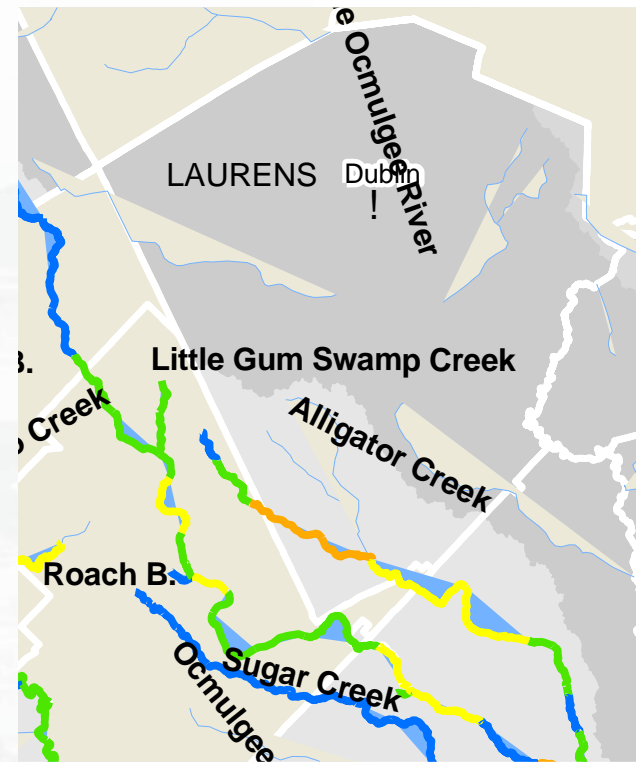 e Ocmulgee River
LAURENS
Dublin
!
Little Gum Swamp Creek
B.
Creek
Alligator Creek
Roach B.
Sugar Creek
Ocmulgee